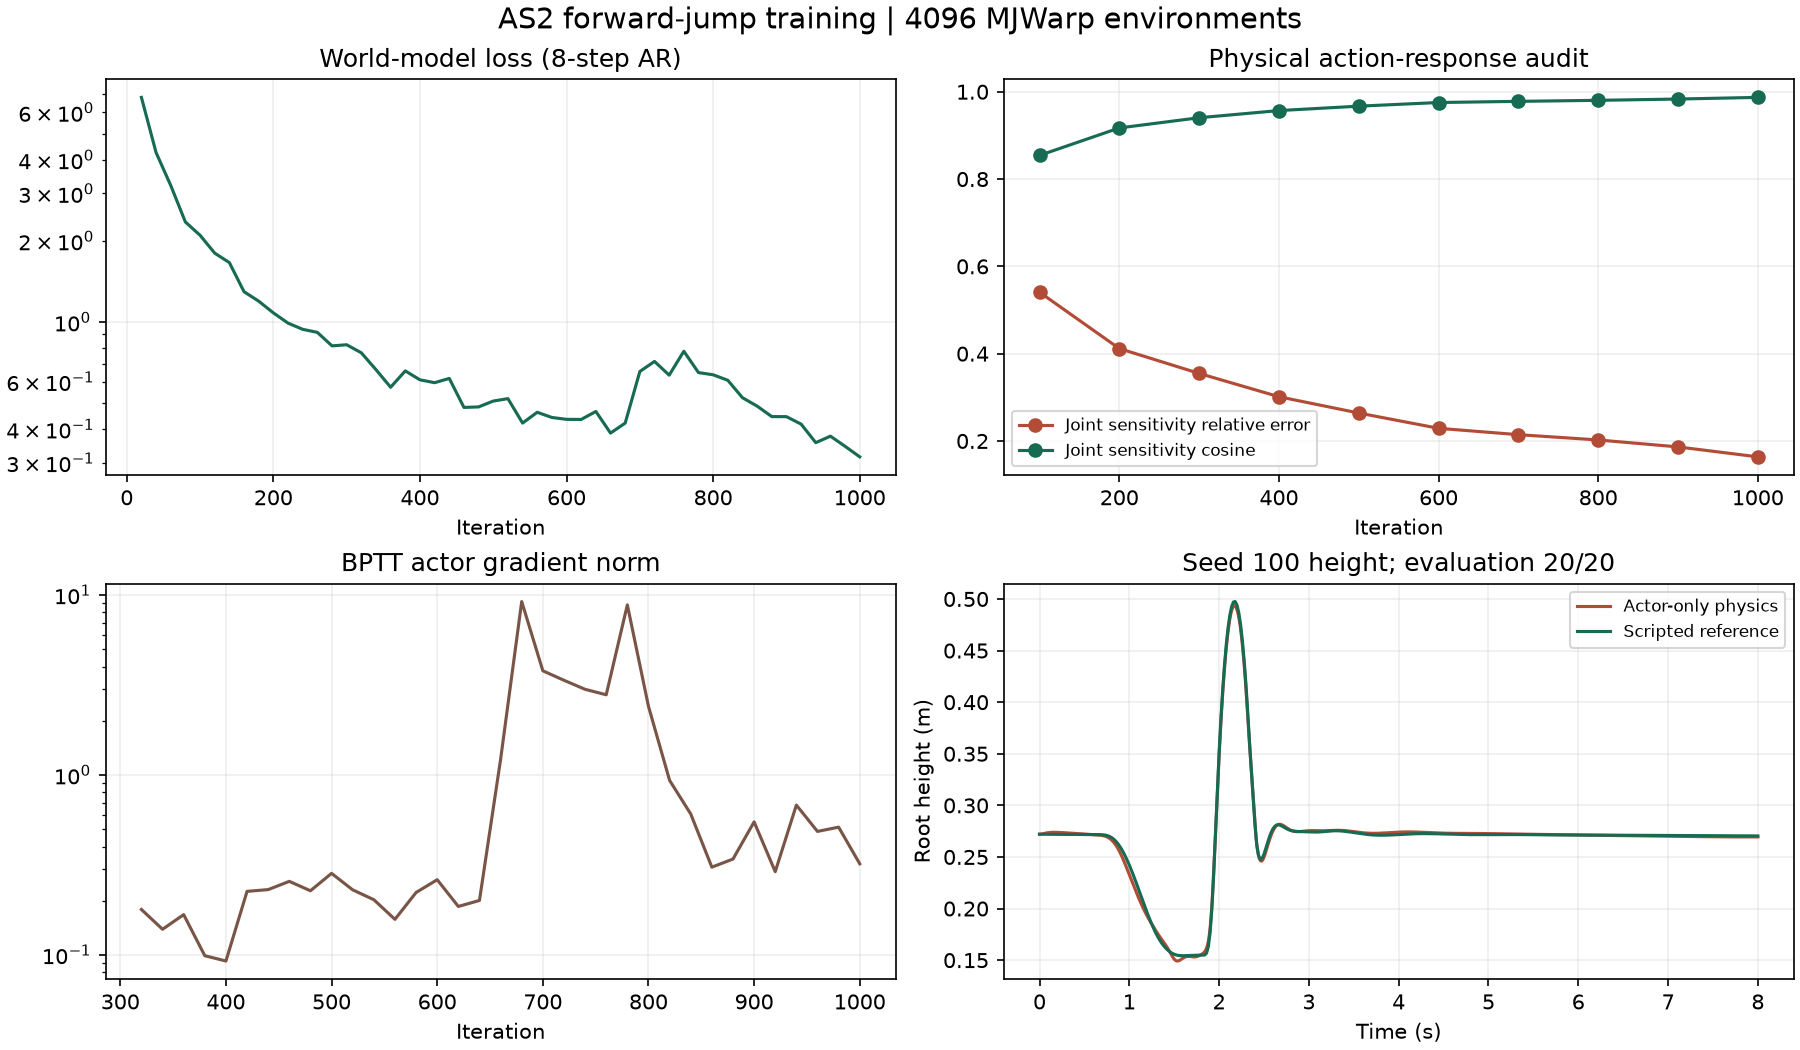 AS2 forward-jump training | 4096 MJWarp environments
World-model loss (8-step AR)
6 × 10⁰
4 × 10⁰
3 × 10⁰
2 × 10⁰
10⁰
6 × 10⁻¹
4 × 10⁻¹
3 × 10⁻¹
0 200 400 600 800 1000
Iteration
Physical action-response audit
1.0
0.8
0.6
0.4
0.2
Joint sensitivity relative error
Joint sensitivity cosine
200 400 600 800 1000
Iteration
BPTT actor gradient norm
10¹
10⁰
10⁻¹
300 400 500 600 700 800 900 1000
Iteration
Seed 100 height; evaluation 20/20
Root height (m)
0.50
0.45
0.40
0.35
0.30
0.25
0.20
0.15
Actor-only physics
Scripted reference
0 1 2 3 4 5 6 7 8
Time (s)